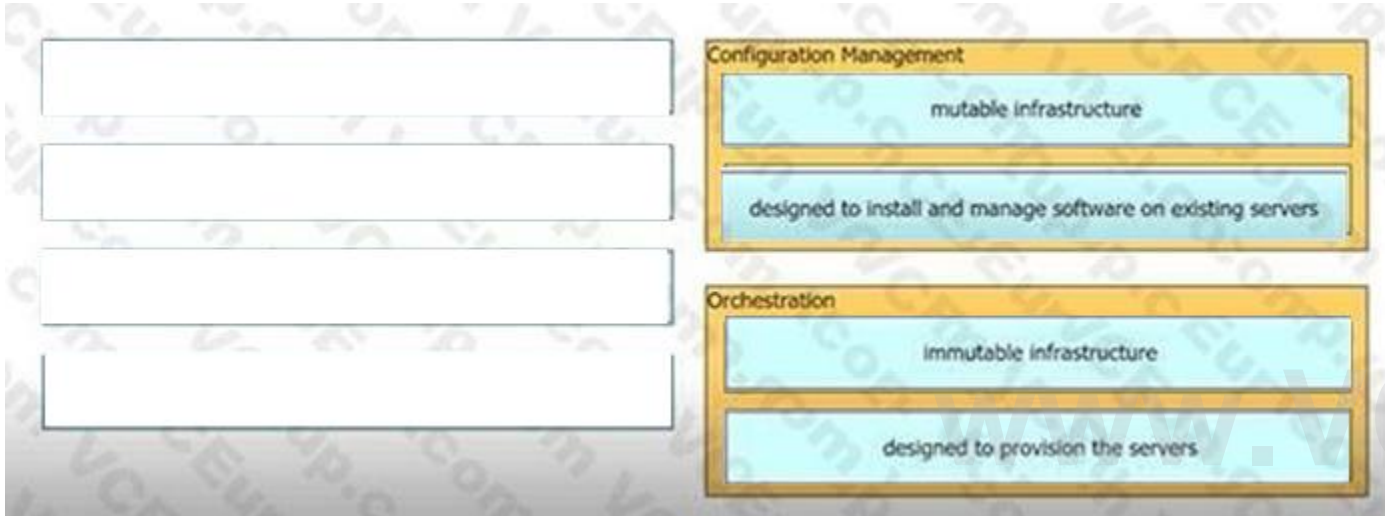 Configuration Management
mutable infrastructure
designed to install and manage software on existing servers
Orchestration
immutable infrastructure
designed to provision the servers
www.V